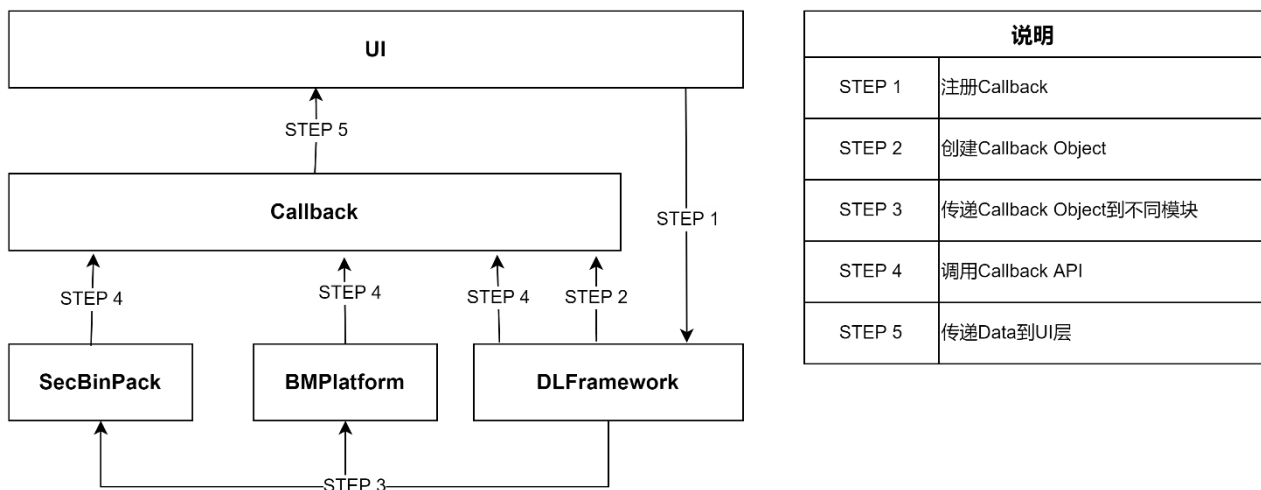 UI
STEP 5
Callback
STEP 1
STEP 4
STEP 4
STEP 4
STEP 2
SecBinPack
BMPlatform
DLFramework
STEP 3
说明
STEP 1 注册Callback
STEP 2 创建Callback Object
STEP 3 传递Callback Object到不同模块
STEP 4 调用Callback API
STEP 5 传递Data到UI层